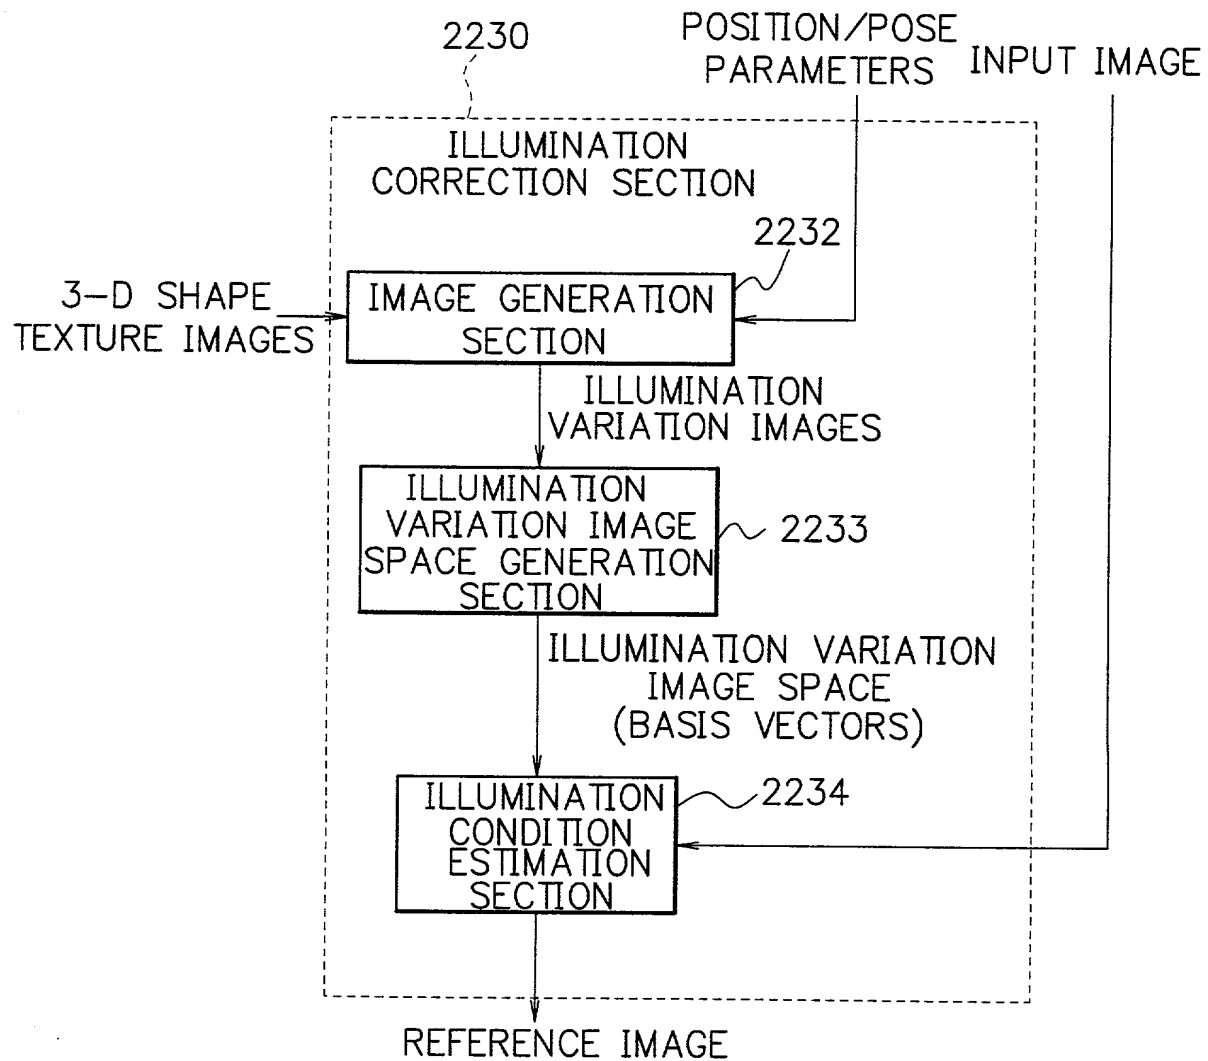 2230
POSITION/POSE
PARAMETERS
INPUT IMAGE
ILLUMINATION
CORRECTION SECTION
2232
3-D SHAPE
TEXTURE IMAGES
IMAGE GENERATION
SECTION
ILLUMINATION
VARIATION IMAGES
ILLUMINATION
VARIATION IMAGE
SPACE GENERATION
SECTION
2233
ILLUMINATION VARIATION
IMAGE SPACE
(BASIS VECTORS)
ILLUMINATION
CONDITION
ESTIMATION
SECTION
2234
REFERENCE IMAGE